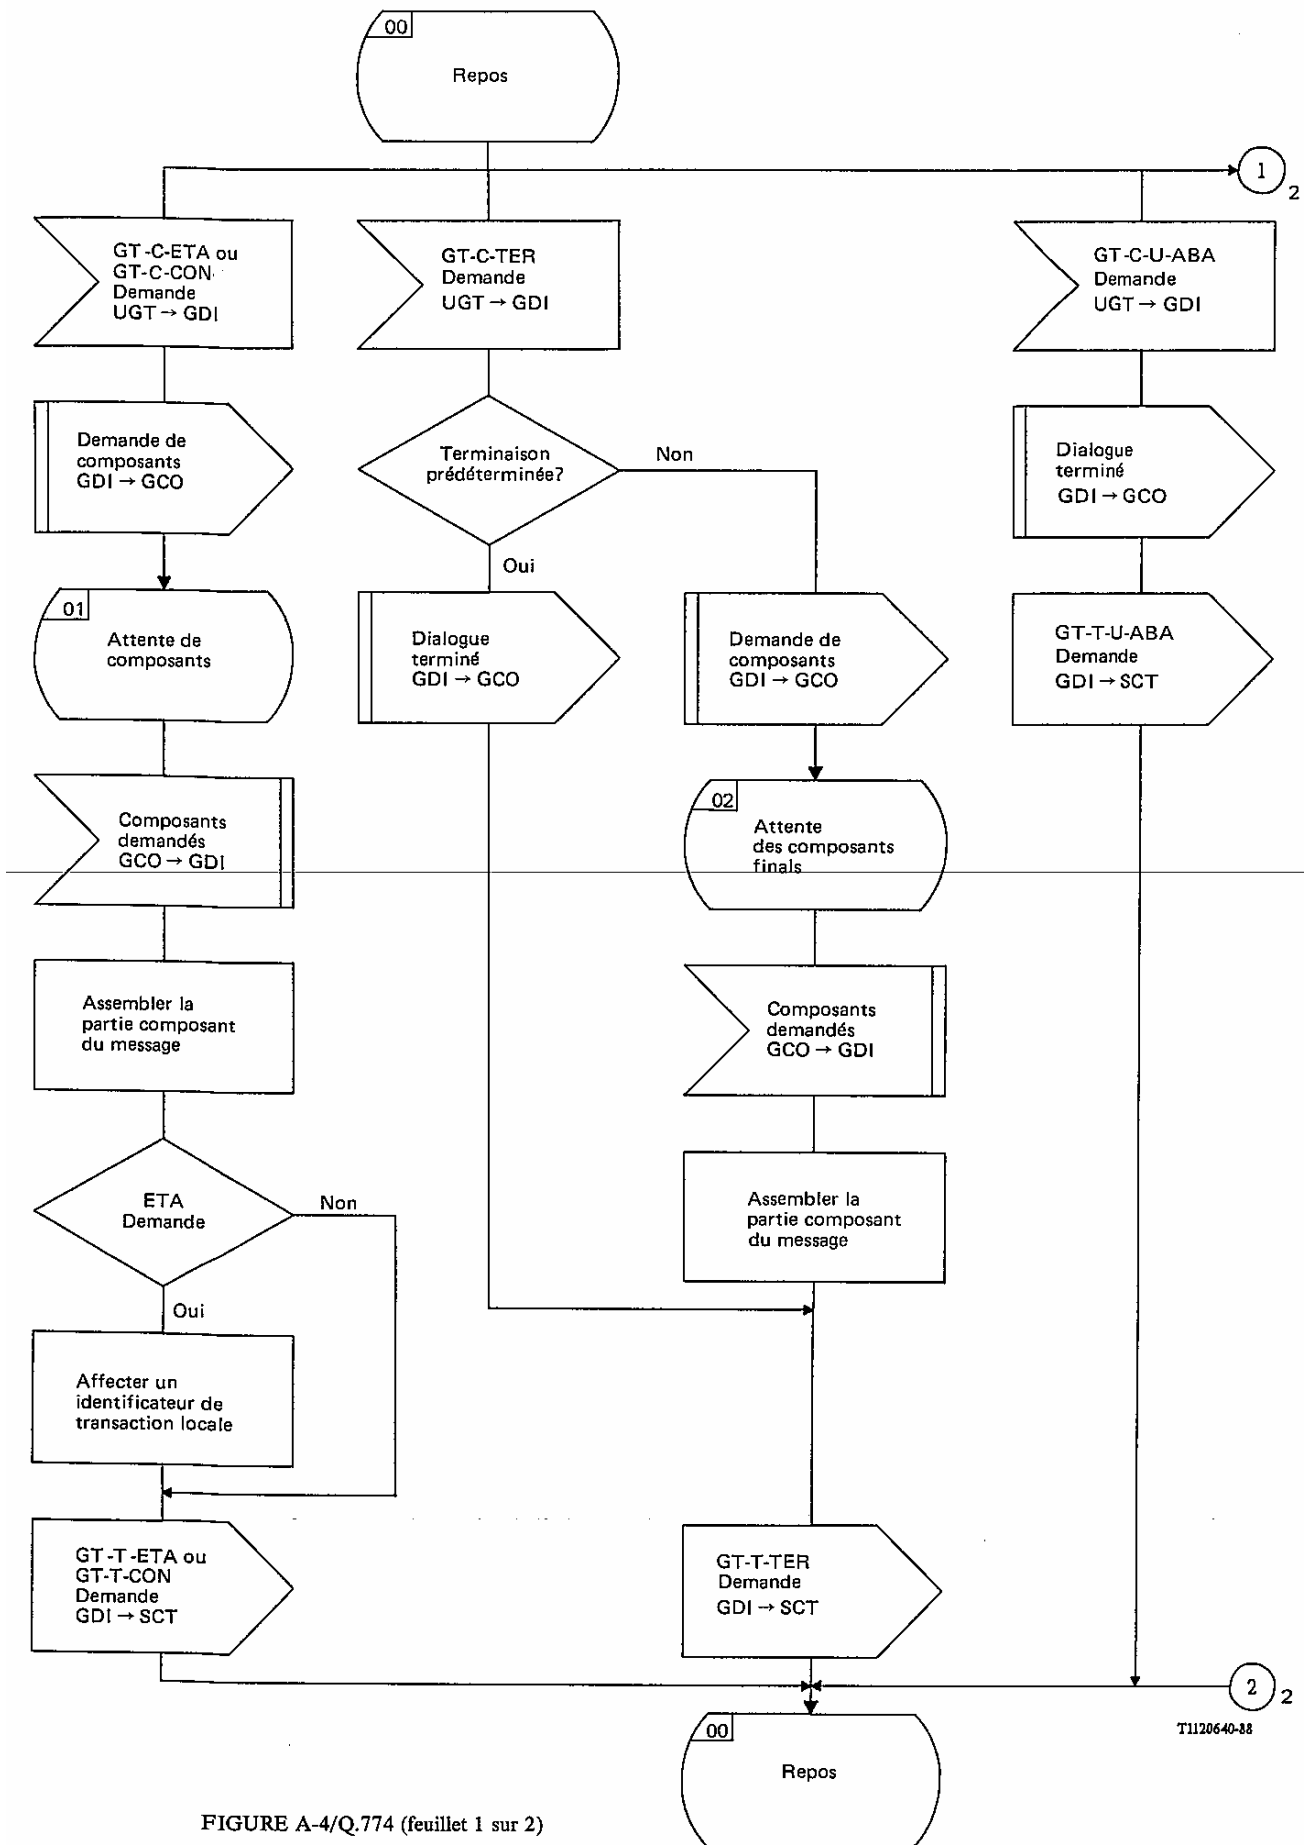 00
Repos
1
2
GT-C-ETA ou
GT-C-CON
Demande
UGT → GDI
GT-C-TER
Demande
UGT → GDI
GT-C-U-ABA
Demande
UGT → GDI
Demande de
composants
GDI → GCO
Terminaison
prédéterminée?
Non
Oui
Dialogue
terminé
GDI → GCO
01
Attente de
composants
Dialogue
terminé
GDI → GCO
Demande de
composants
GDI → GCO
GT-T-U-ABA
Demande
GDI → SCT
Composants
demandés
GCO → GDI
02
Attente
des composants
finals
Assembler la
partie composant
du message
Composants
demandés
GCO → GDI
ETA
Demande
Non
Oui
Assembler la
partie composant
du message
Affecter un
identificateur de
transaction locale
GT-T-ETA ou
GT-T-CON
Demande
GDI → SCT
GT-T-TER
Demande
GDI → SCT
2
2
T1120640-88
00
Repos
FIGURE A-4/Q.774 (feuillet 1 sur 2)